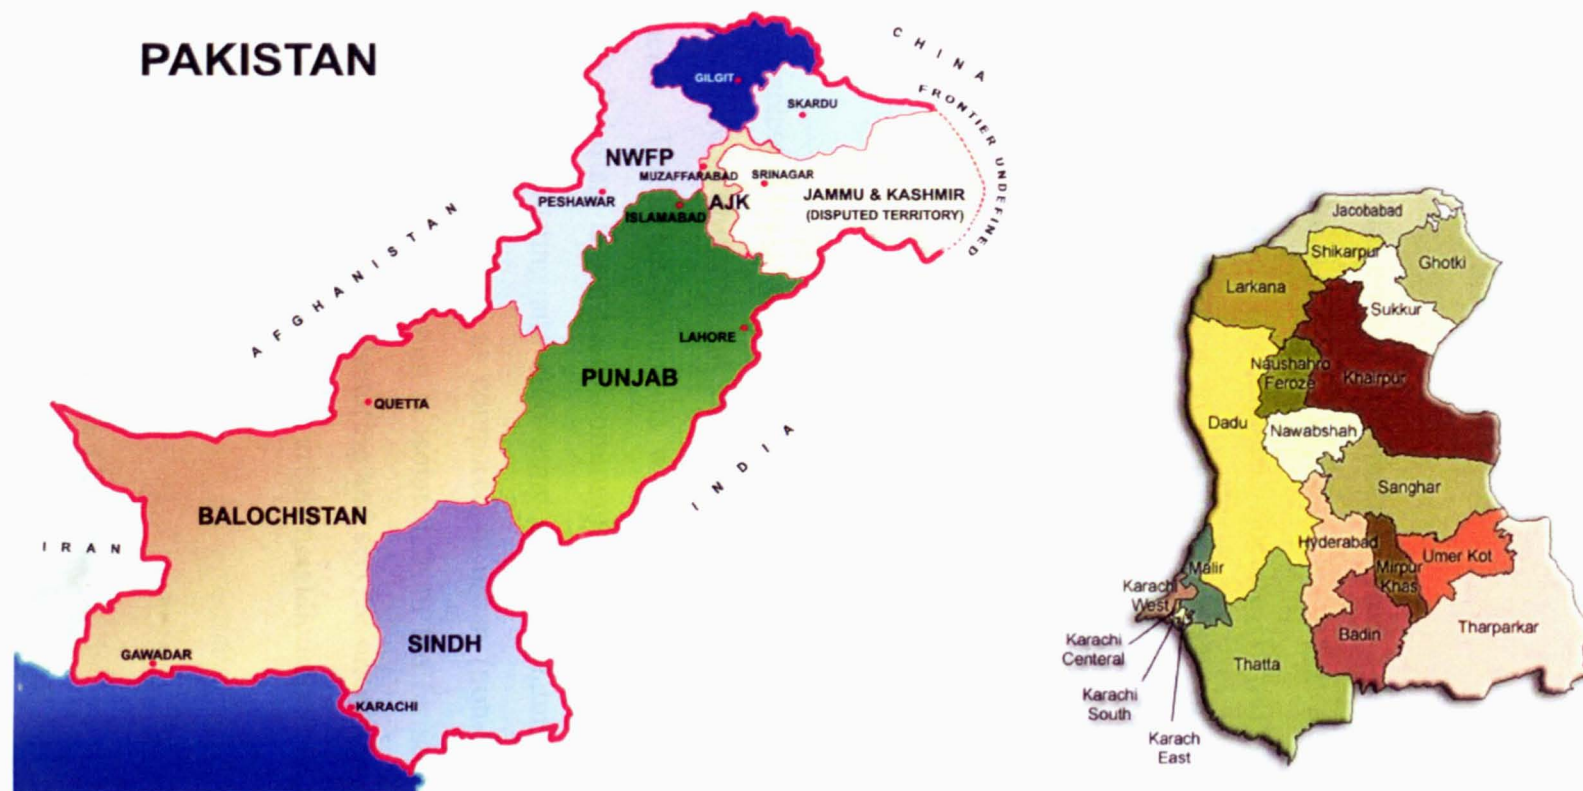 PAKISTAN
CHINA
FRONTIER UNDEFINED
GILGIT
SKARDU
NWFP
MUZAFFARABAD
SRINAGAR
PESHAWAR
ISLAMABAD
AJK
JAMMU & KASHMIR
(DISPUTED TERRITORY)
AFGHANISTAN
LAHORE
PUNJAB
QUETTA
INDIA
BALOCHISTAN
IRAN
SINDH
GAWADAR
KARACHI
Jacobabad
Shikarpur
Ghotki
Larkana
Sukkur
Naushahro
Feroze
Khairpur
Dadu
Nawabshah
Sanghar
Hyderabad
Mirpur
Khas
Umer Kot
Malir
Karachi
West
Karachi
Centeral
Badin
Tharparkar
Thatta
Karachi
South
Karach
East